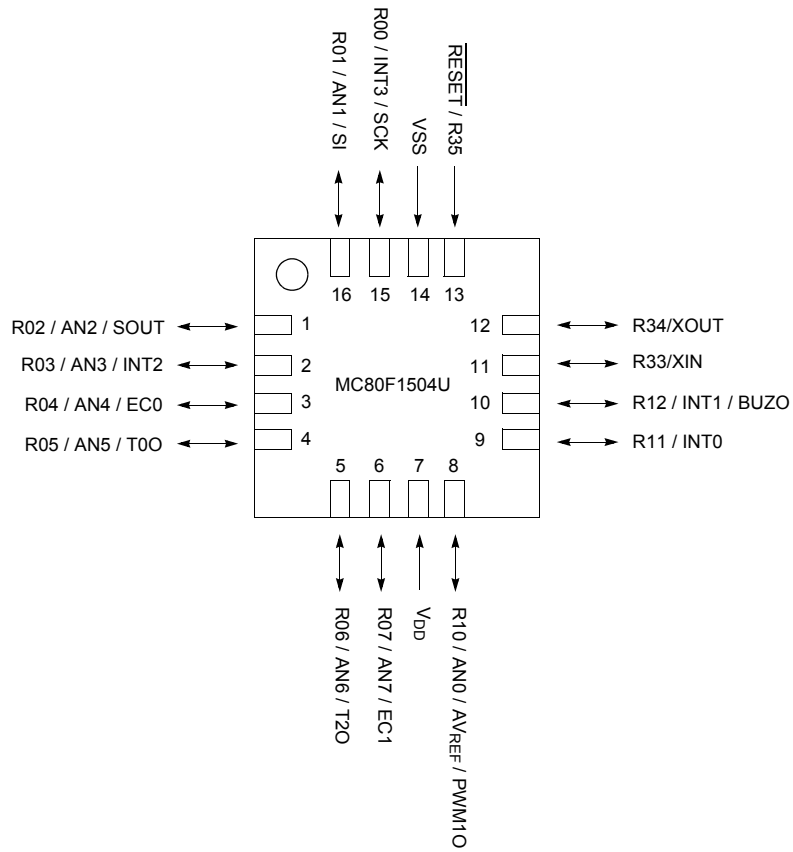 R01 / AN1 / SI
R00 / INT3 / SCK
VSS
RESET / R35
16
15
14
13
R02 / AN2 / SOUT
1
R03 / AN3 / INT2
2
R04 / AN4 / EC0
3
R05 / AN5 / T0O
4
MC80F1504U
12
R34/XOUT
11
R33/XIN
10
R12 / INT1 / BUZO
9
R11 / INT0
5
6
7
8
R06 / AN6 / T2O
R07 / AN7 / EC1
VDD
R10 / AN0 / AVREF / PWM1O